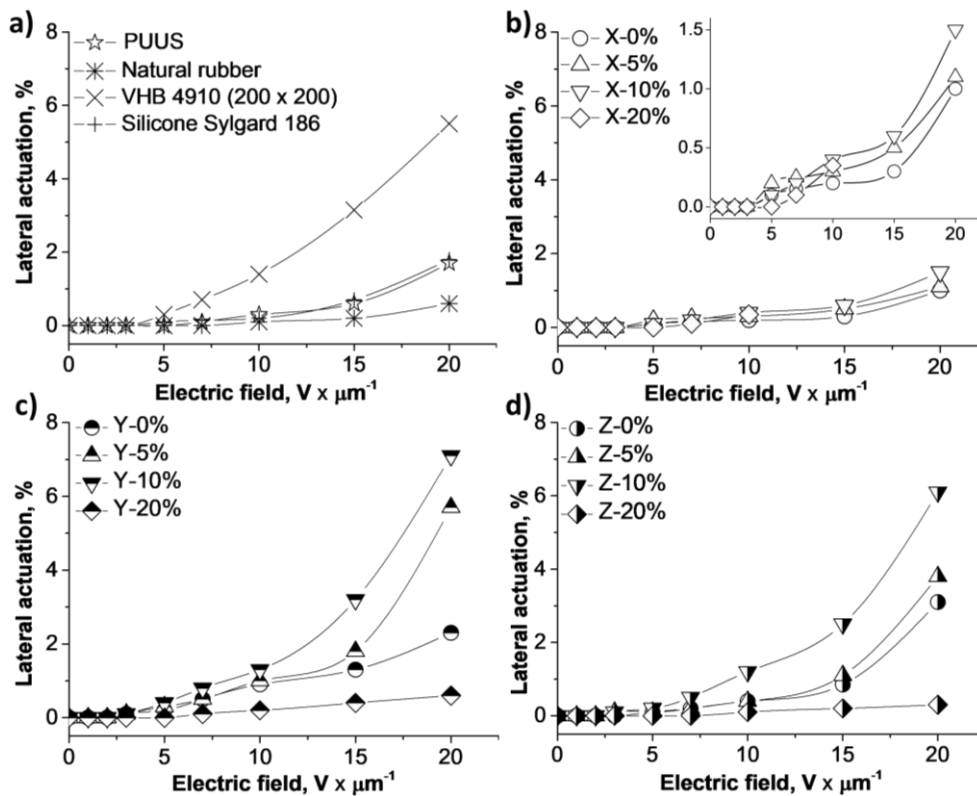 a)
PUUS
Natural rubber
VHB 4910 (200 x 200)
Silicone Sylgard 186
Lateral actuation, %
8
6
4
2
0
0 5 10 15 20
Electric field, V x µm⁻¹
b)
X-0%
X-5%
X-10%
X-20%
Lateral actuation, %
8
6
4
2
0
0 5 10 15 20
Electric field, V x µm⁻¹
1.5
1.0
0.5
0.0
0 5 10 15 20
c)
Y-0%
Y-5%
Y-10%
Y-20%
Lateral actuation, %
8
6
4
2
0
0 5 10 15 20
Electric field, V x µm⁻¹
d)
Z-0%
Z-5%
Z-10%
Z-20%
Lateral actuation, %
8
6
4
2
0
0 5 10 15 20
Electric field, V x µm⁻¹